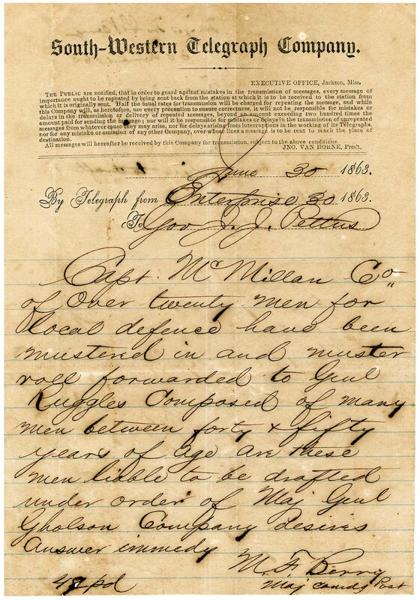 South-Western Telegraph Company.
EXECUTIVE OFFICE, Jackson, Miss.
THE PUBLIC are notified, that in order to guard against mistakes in the transmission of messages, every message of
importance ought to be repeated by being sent back from the station at which it is to be received to the station from
which it is originally sent. Half the usual rates for transmission will be charged for repeating the message, and while
this Company will, as heretofore, use every precaution to ensure correctness, it will not be responsible for mistakes or
delays in the transmission or delivery of repeated messages, beyond an amount exceeding two hundred times the
amount paid for sending the message; nor will it be responsible for mistakes or delays in the transmission of unrepeated
messages from whatever cause they may arise, nor for delays arising from interruptions in the working of its Telegraphs,
nor for any mistake or omission of any other Company, over whose lines a message is to be sent to reach the place of
destination.
All messages will hereafter be received by this Company for transmission, subject to the above conditions.
JNO. VAN HORNE, Pres't.
June 30 1863.
By Telegraph from Enterprise 30 1863.
To Gov J. J. Pettus
Capt McMillan Co
of Over twenty men for
local defence have been
mustered in and muster
roll forwarded to Genl
Ruggles Composed of many
men between forty & fifty
years of age are these
men liable to be drafted
under order of Maj Genl
Gholson Company desires
Answer immedy
M. F. Berry
Maj comdg Post
42 pd